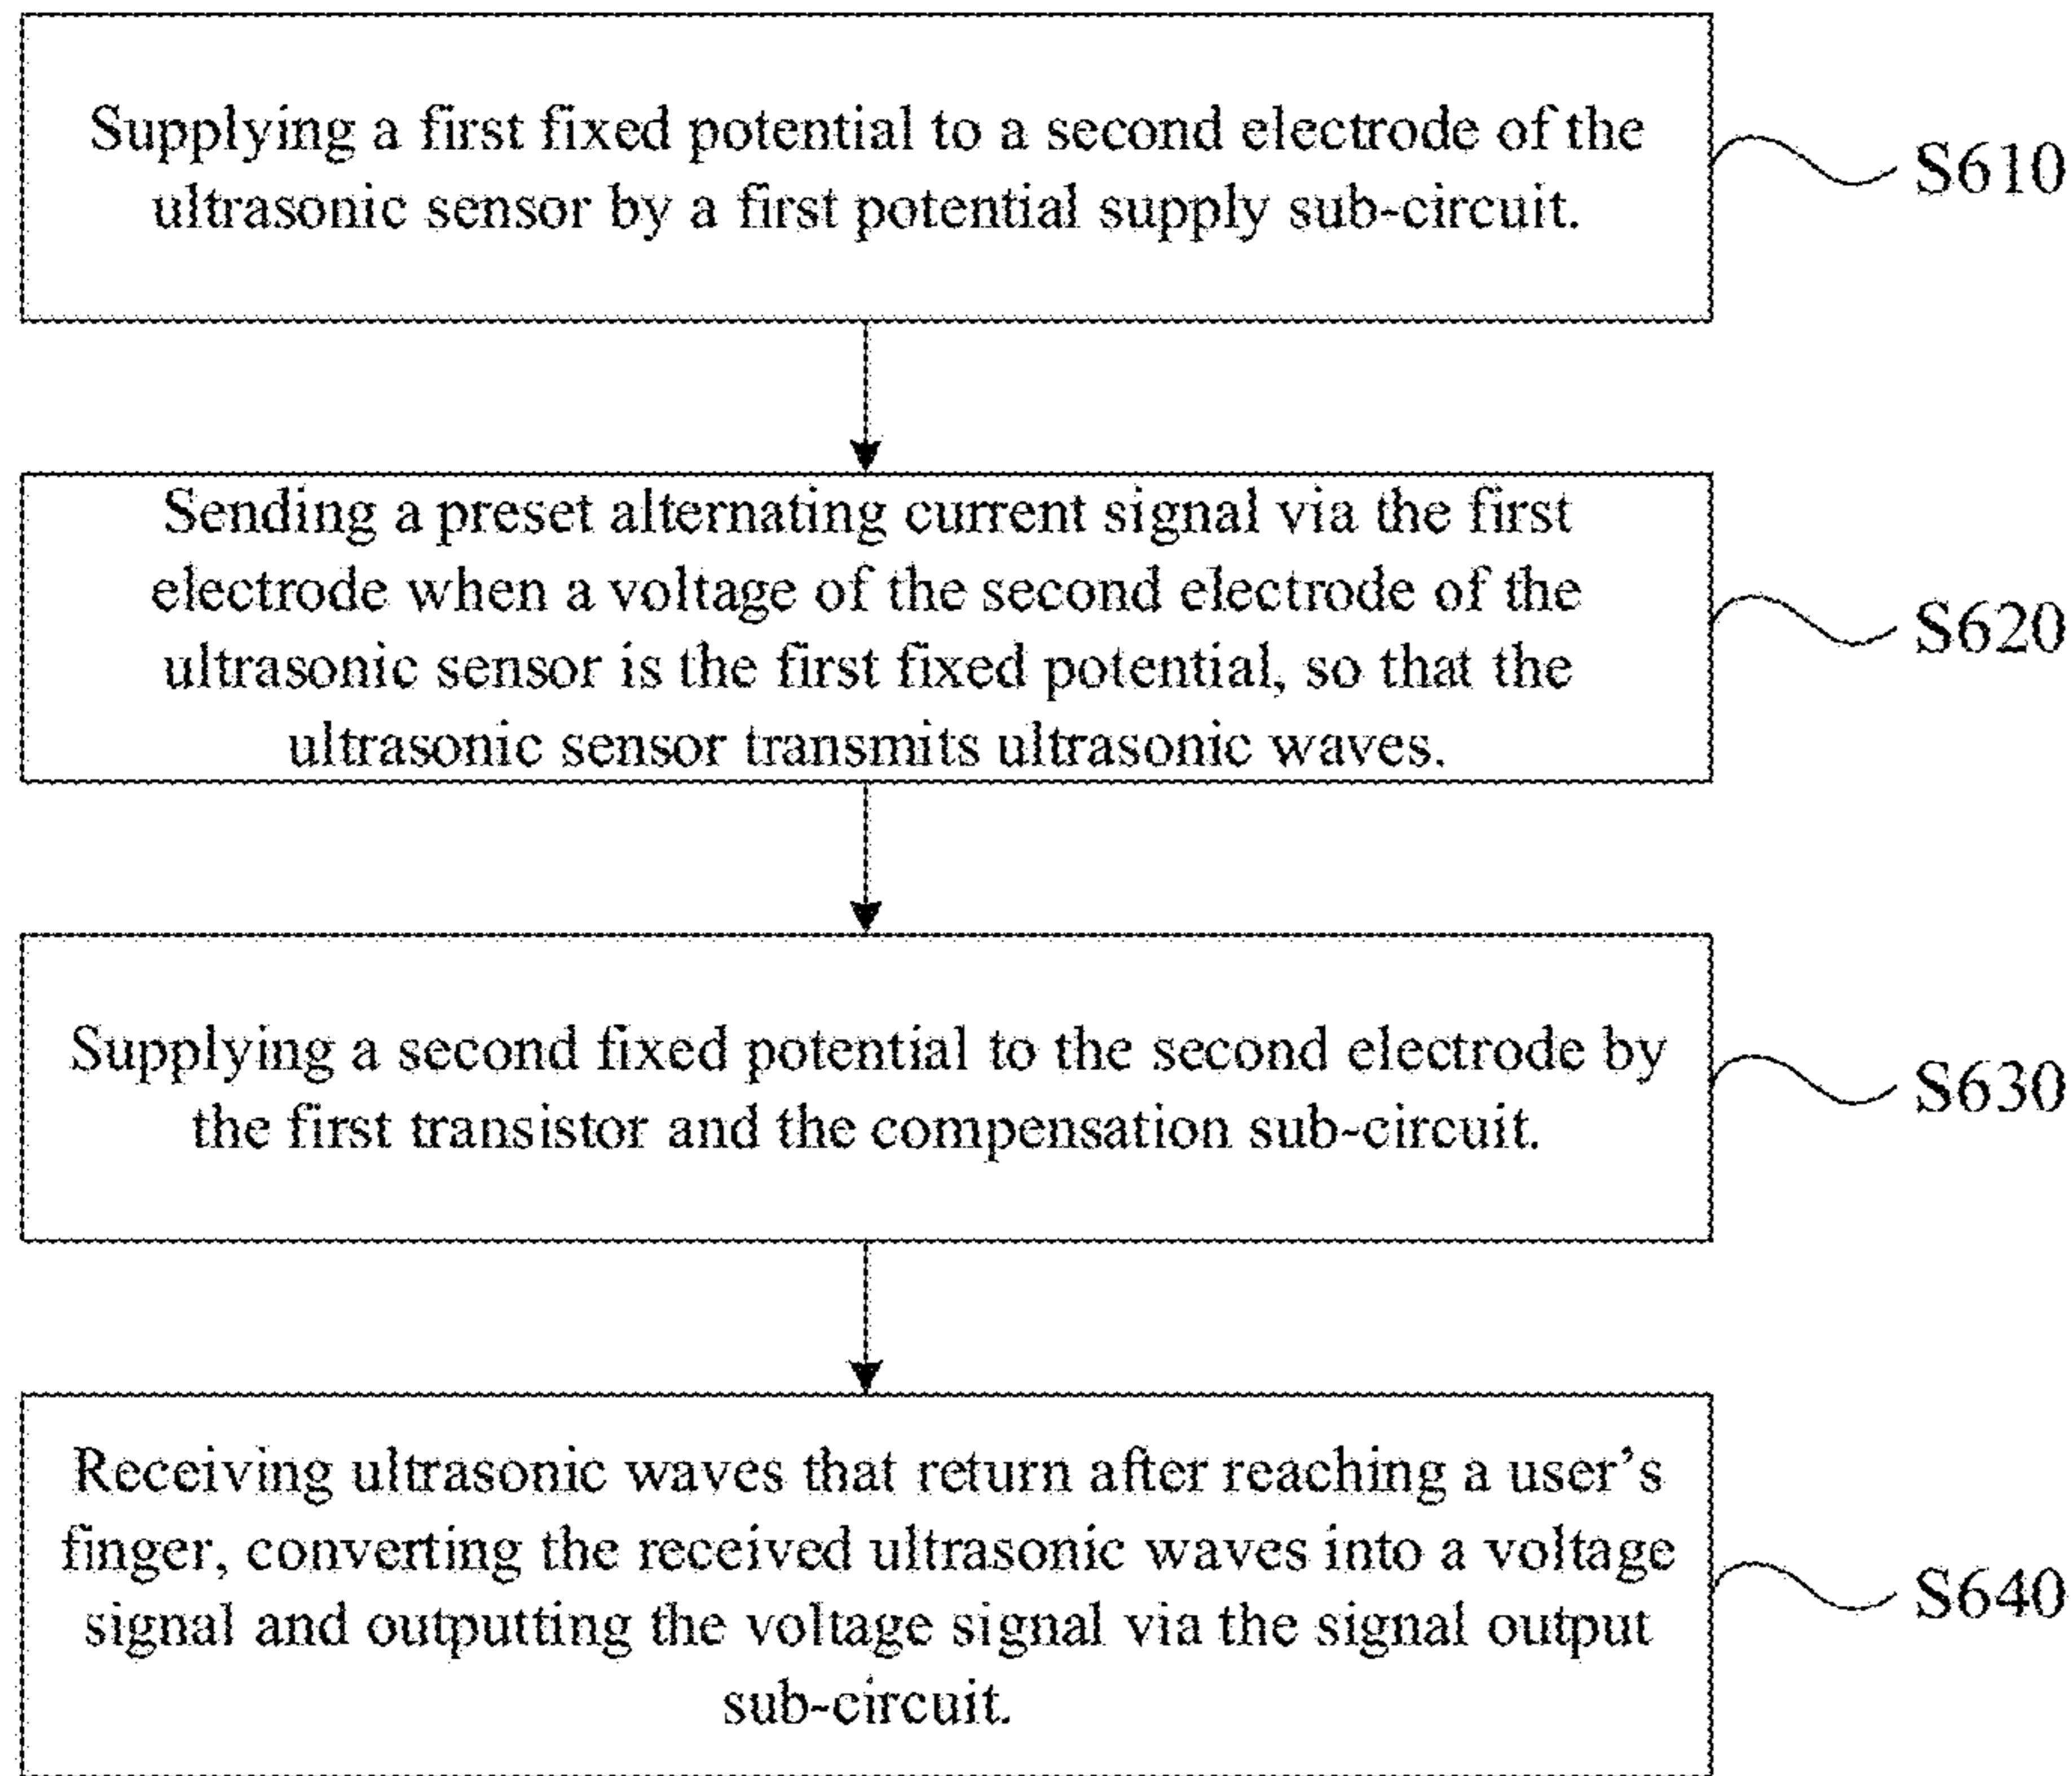 Supplying a first fixed potential to a second electrode of the
ultrasonic sensor by a first potential supply sub-circuit.
S610
Sending a preset alternating current signal via the first
electrode when a voltage of the second electrode of the
ultrasonic sensor is the first fixed potential, so that the
ultrasonic sensor transmits ultrasonic waves.
S620
Supplying a second fixed potential to the second electrode by
the first transistor and the compensation sub-circuit.
S630
Receiving ultrasonic waves that return after reaching a user’s
finger, converting the received ultrasonic waves into a voltage
signal and outputting the voltage signal via the signal output
sub-circuit.
S640